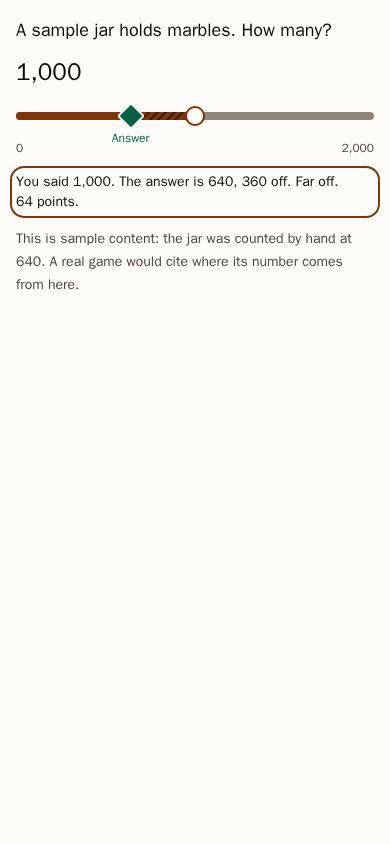 A sample jar holds marbles. How many?
1,000
Answer
0 2,000
You said 1,000. The answer is 640, 360 off. Far off.
64 points.
This is sample content: the jar was counted by hand at
640. A real game would cite where its number comes
from here.